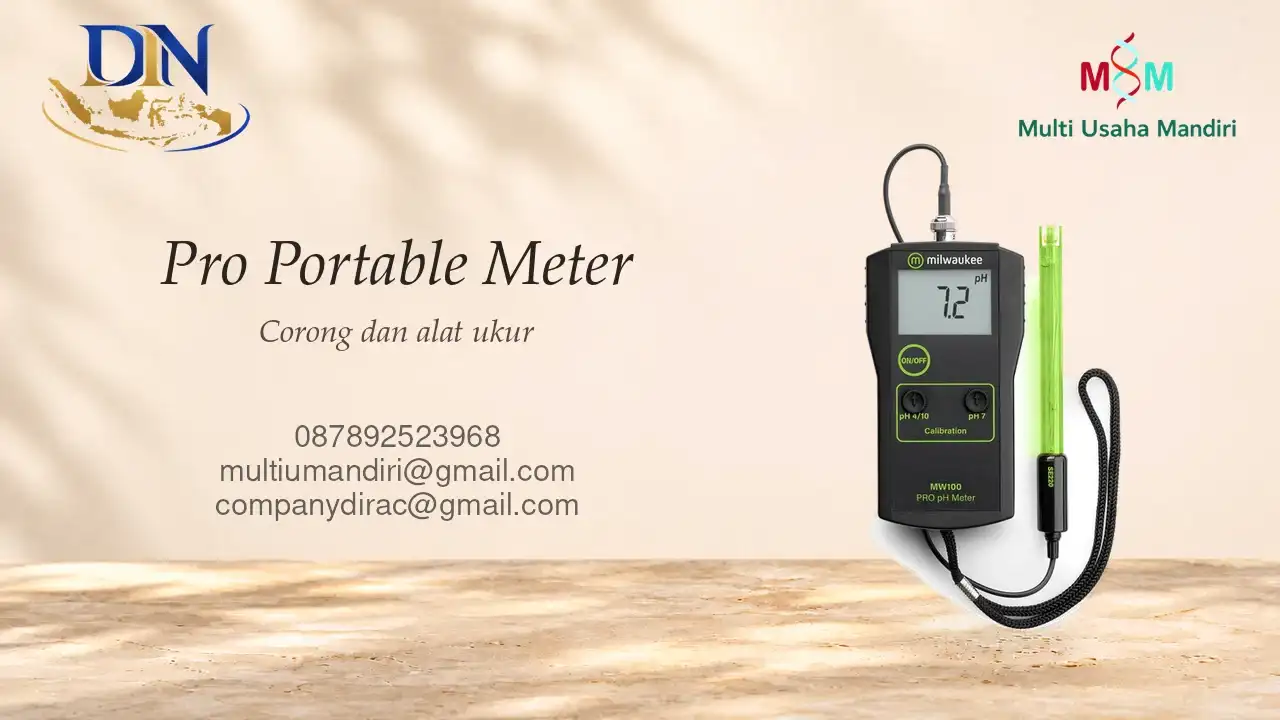 DIN
MSM
Multi Usaha Mandiri
Pro Portable Meter
Corong dan alat ukur
087892523968
multiumandiri@gmail.com
companydirac@gmail.com
milwaukee
pH
7.2
ON/OFF
pH 4/10
pH 7
Calibration
MW100
PRO pH Meter
SE220